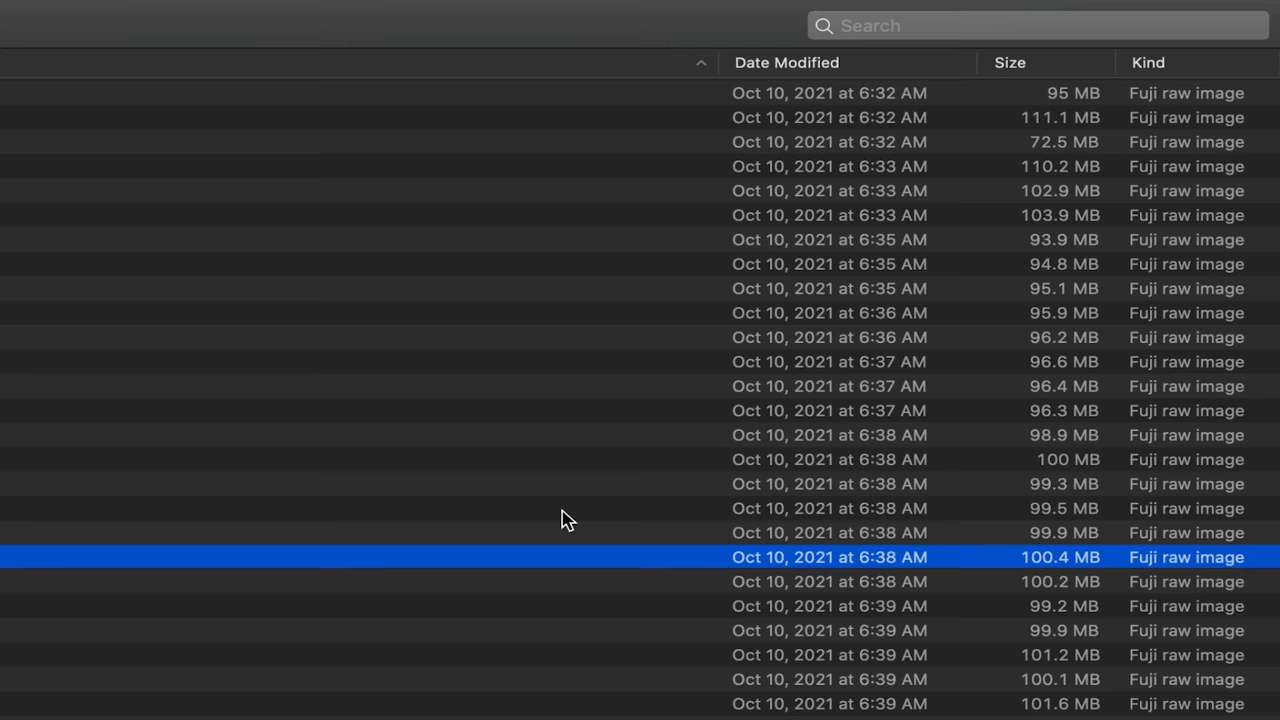 Search
Date Modified Size Kind
Oct 10, 2021 at 6:32 AM 95 MB Fuji raw image
Oct 10, 2021 at 6:32 AM 111.1 MB Fuji raw image
Oct 10, 2021 at 6:32 AM 72.5 MB Fuji raw image
Oct 10, 2021 at 6:33 AM 110.2 MB Fuji raw image
Oct 10, 2021 at 6:33 AM 102.9 MB Fuji raw image
Oct 10, 2021 at 6:33 AM 103.9 MB Fuji raw image
Oct 10, 2021 at 6:35 AM 93.9 MB Fuji raw image
Oct 10, 2021 at 6:35 AM 94.8 MB Fuji raw image
Oct 10, 2021 at 6:35 AM 95.1 MB Fuji raw image
Oct 10, 2021 at 6:36 AM 95.9 MB Fuji raw image
Oct 10, 2021 at 6:36 AM 96.2 MB Fuji raw image
Oct 10, 2021 at 6:37 AM 96.6 MB Fuji raw image
Oct 10, 2021 at 6:37 AM 96.4 MB Fuji raw image
Oct 10, 2021 at 6:37 AM 96.3 MB Fuji raw image
Oct 10, 2021 at 6:38 AM 98.9 MB Fuji raw image
Oct 10, 2021 at 6:38 AM 100 MB Fuji raw image
Oct 10, 2021 at 6:38 AM 99.3 MB Fuji raw image
Oct 10, 2021 at 6:38 AM 99.5 MB Fuji raw image
Oct 10, 2021 at 6:38 AM 99.9 MB Fuji raw image
Oct 10, 2021 at 6:38 AM 100.4 MB Fuji raw image
Oct 10, 2021 at 6:38 AM 100.2 MB Fuji raw image
Oct 10, 2021 at 6:39 AM 99.2 MB Fuji raw image
Oct 10, 2021 at 6:39 AM 99.9 MB Fuji raw image
Oct 10, 2021 at 6:39 AM 101.2 MB Fuji raw image
Oct 10, 2021 at 6:39 AM 100.1 MB Fuji raw image
Oct 10, 2021 at 6:39 AM 101.6 MB Fuji raw image